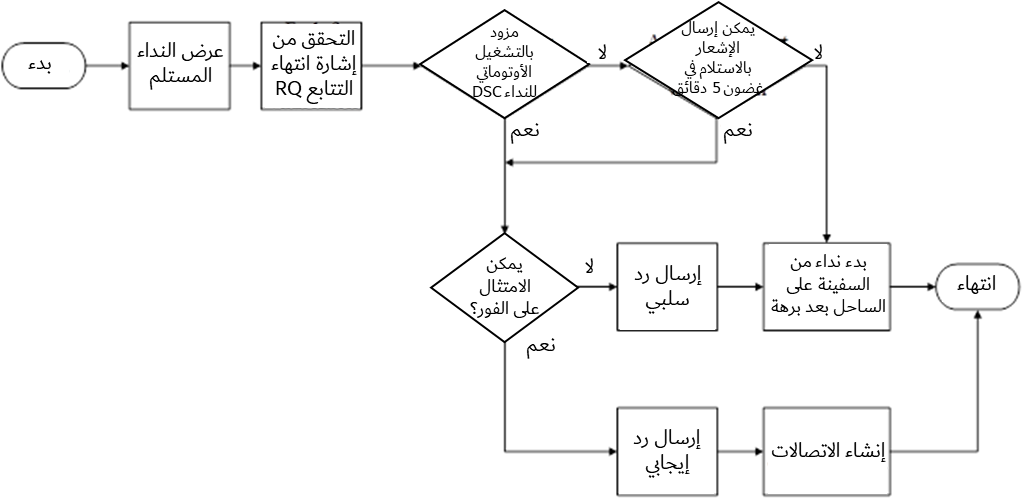 بدء
عرض النداء
المستلم
التحقق من
إشارة انتهاء
التتابع RQ
مزود
بالتشغيل
الأوتوماتي
للنداء DSC
لا
نعم
يمكن إرسال
الإشعار
بالاستلام في
غضون 5 دقائق
لا
نعم
يمكن
الامتثال
على الفور؟
لا
نعم
إرسال رد
سلبي
بدء نداء من
السفينة على
الساحل بعد برهة
انتهاء
إرسال رد
إيجابي
إنشاء الاتصالات